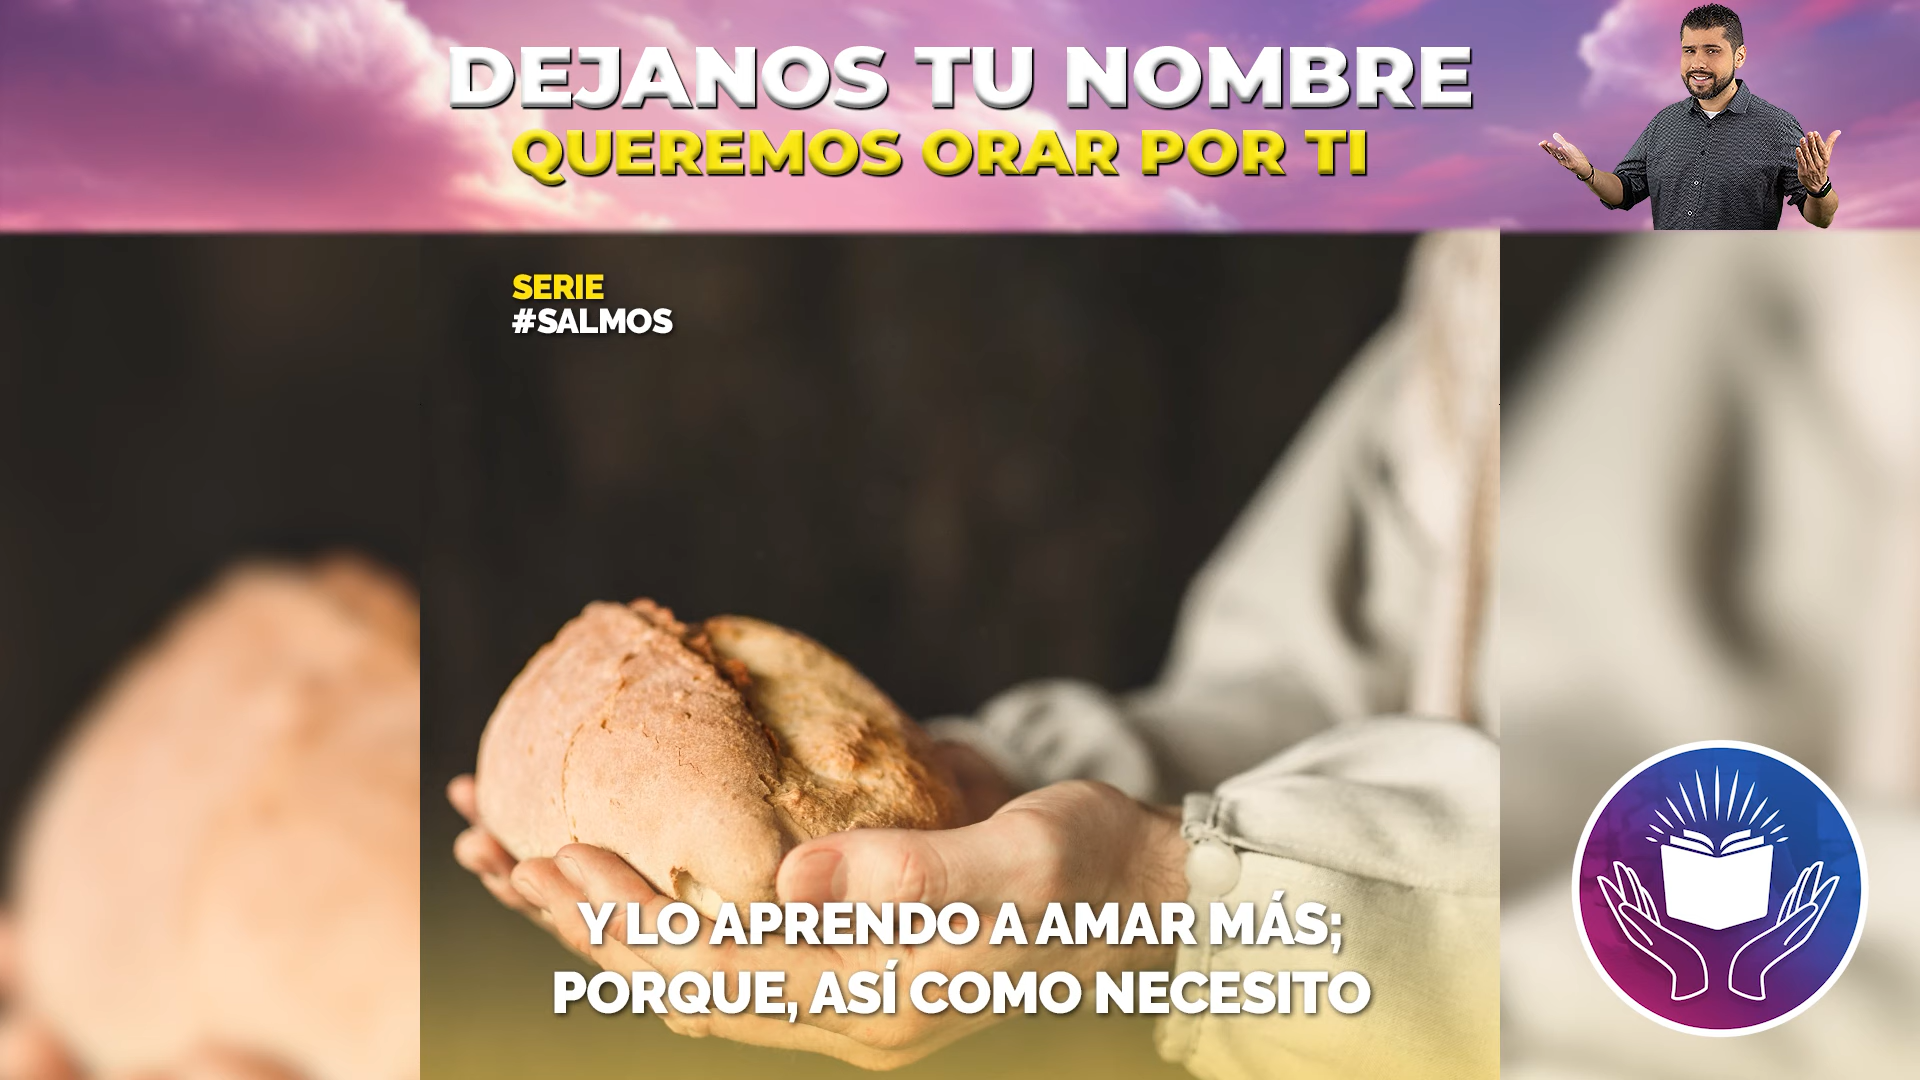 DEJANOS TU NOMBRE
QUEREMOS ORAR POR TI
SERIE
#SALMOS
Y LO APRENDO A AMAR MÁS;
PORQUE, ASÍ COMO NECESITO